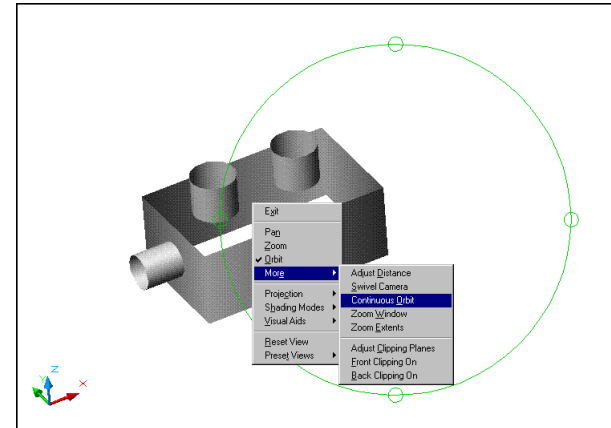 Exit
Pan
Zoom
✓ Orbit
More
Projection
Shading Modes
Visual Aids
Reset View
Preset Views
Adjust Distance
Swivel Camera
Continuous Orbit
Zoom Window
Zoom Extents
Adjust Clipping Planes
Front Clipping On
Back Clipping On
Z
Y
X